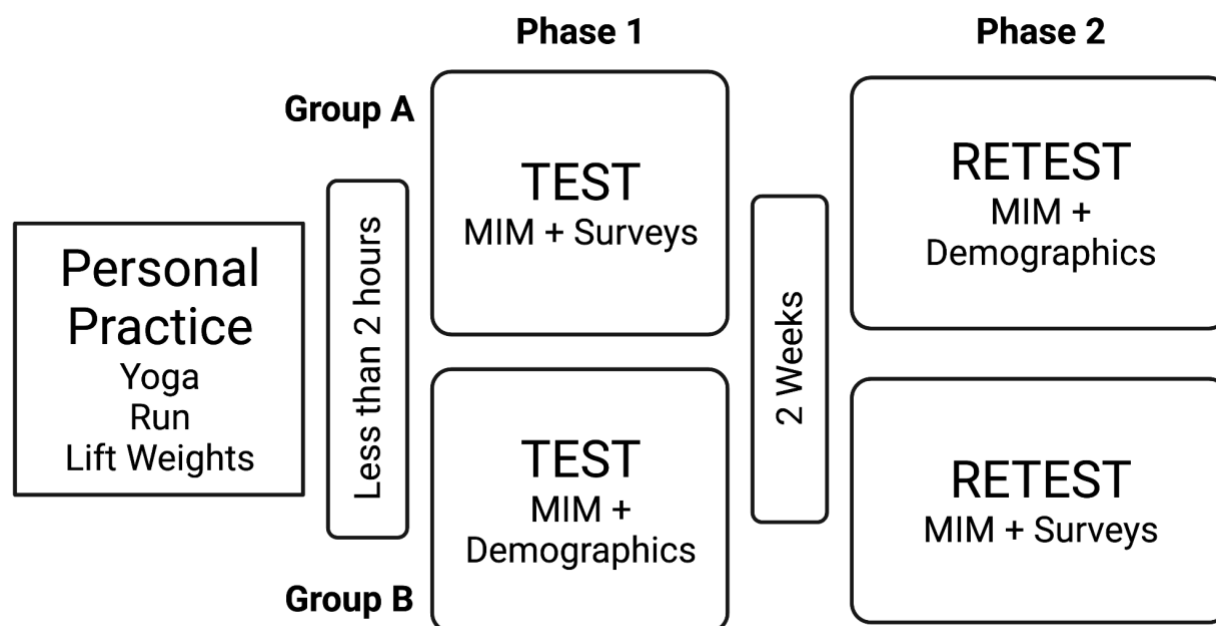 Phase 1
Phase 2
Group A
Personal
Practice
Yoga
Run
Lift Weights
Less than 2 hours
TEST
MIM + Surveys
TEST
MIM +
Demographics
Group B
2 Weeks
RETEST
MIM +
Demographics
RETEST
MIM + Surveys